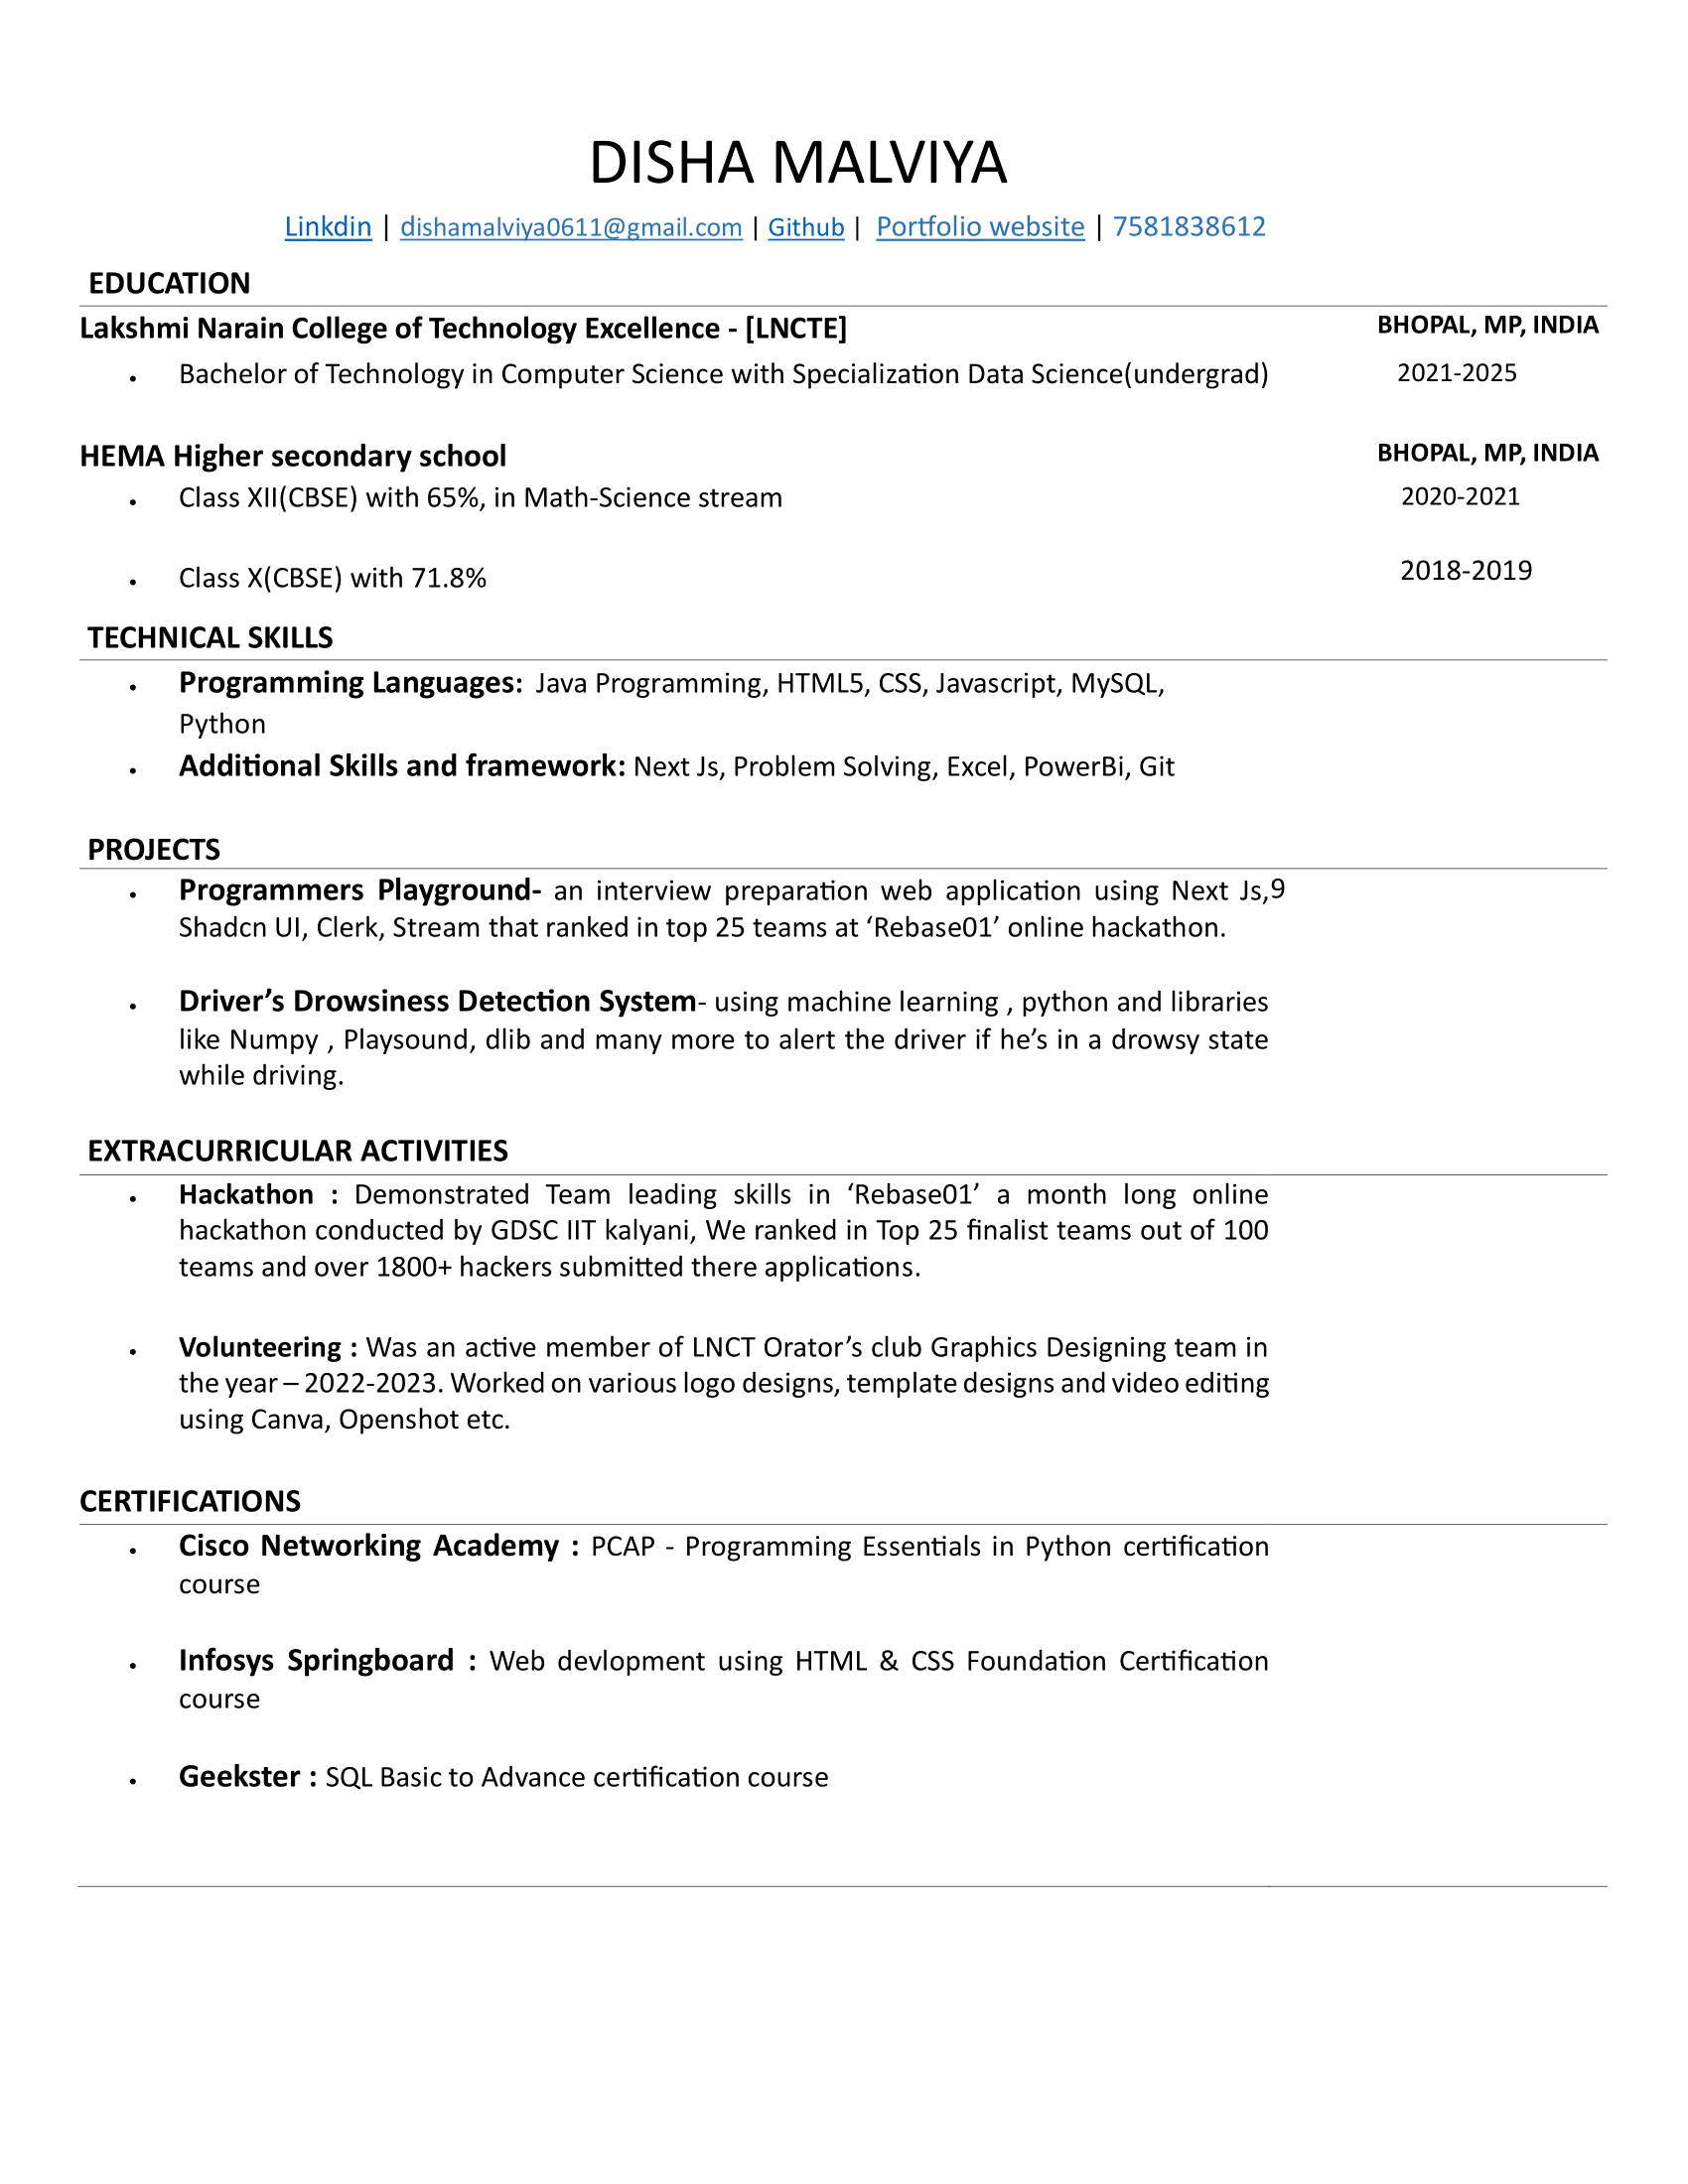 DISHA MALVIYA
Linkdin | dishamalviya0611@gmail.com | Github | Portfolio website | 7581838612
EDUCATION
Lakshmi Narain College of Technology Excellence - [LNCTE] BHOPAL, MP, INDIA
• Bachelor of Technology in Computer Science with Specialization Data Science(undergrad) 2021-2025
HEMA Higher secondary school BHOPAL, MP, INDIA
• Class XII(CBSE) with 65%, in Math-Science stream 2020-2021
• Class X(CBSE) with 71.8% 2018-2019
TECHNICAL SKILLS
• Programming Languages: Java Programming, HTML5, CSS, Javascript, MySQL,
Python
• Additional Skills and framework: Next Js, Problem Solving, Excel, PowerBi, Git
PROJECTS
• Programmers Playground- an interview preparation web application using Next Js,9
Shadcn UI, Clerk, Stream that ranked in top 25 teams at ‘Rebase01’ online hackathon.
• Driver’s Drowsiness Detection System- using machine learning , python and libraries
like Numpy , Playsound, dlib and many more to alert the driver if he’s in a drowsy state
while driving.
EXTRACURRICULAR ACTIVITIES
• Hackathon : Demonstrated Team leading skills in ‘Rebase01’ a month long online
hackathon conducted by GDSC IIT kalyani, We ranked in Top 25 finalist teams out of 100
teams and over 1800+ hackers submitted there applications.
• Volunteering : Was an active member of LNCT Orator’s club Graphics Designing team in
the year – 2022-2023. Worked on various logo designs, template designs and video editing
using Canva, Openshot etc.
CERTIFICATIONS
• Cisco Networking Academy : PCAP - Programming Essentials in Python certification
course
• Infosys Springboard : Web devlopment using HTML & CSS Foundation Certification
course
• Geekster : SQL Basic to Advance certification course